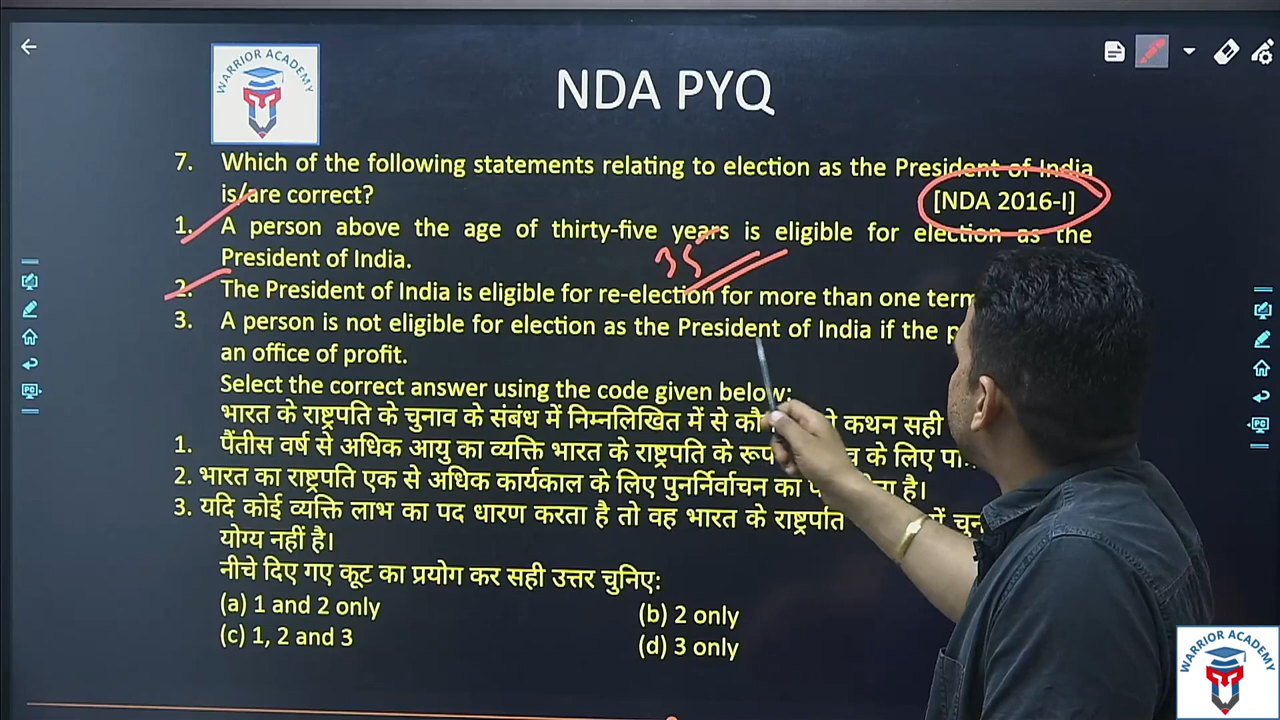 WARRIOR ACADEMY
NDA PYQ
7. Which of the following statements relating to election as the President of India
is/are correct? [NDA 2016-I]
1. A person above the age of thirty-five years is eligible for election as the
President of India.
35
2. The President of India is eligible for re-election for more than one term
3. A person is not eligible for election as the President of India if the
an office of profit.
Select the correct answer using the code given below:
भारत के राष्ट्रपति के चुनाव के संबंध में निम्नलिखित में से कथन सही
1. पैंतीस वर्ष से अधिक आयु का व्यक्ति भारत के राष्ट्रपति के के लिए
2. भारत का राष्ट्रपति एक से अधिक कार्यकाल के लिए पुनर्निर्वाचन का है।
3. यदि कोई व्यक्ति लाभ का पद धारण करता है तो वह भारत के राष्ट्रपति
योग्य नहीं है।
नीचे दिए गए कूट का प्रयोग कर सही उत्तर चुनिए:
(a) 1 and 2 only (b) 2 only
(c) 1, 2 and 3 (d) 3 only
WARRIOR ACADEMY